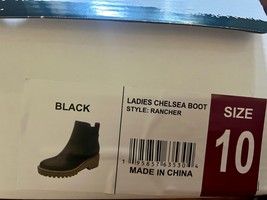 BLACK
LADIES CHELSEA BOOT
STYLE: RANCHER
MADE IN CHINA
SIZE
10